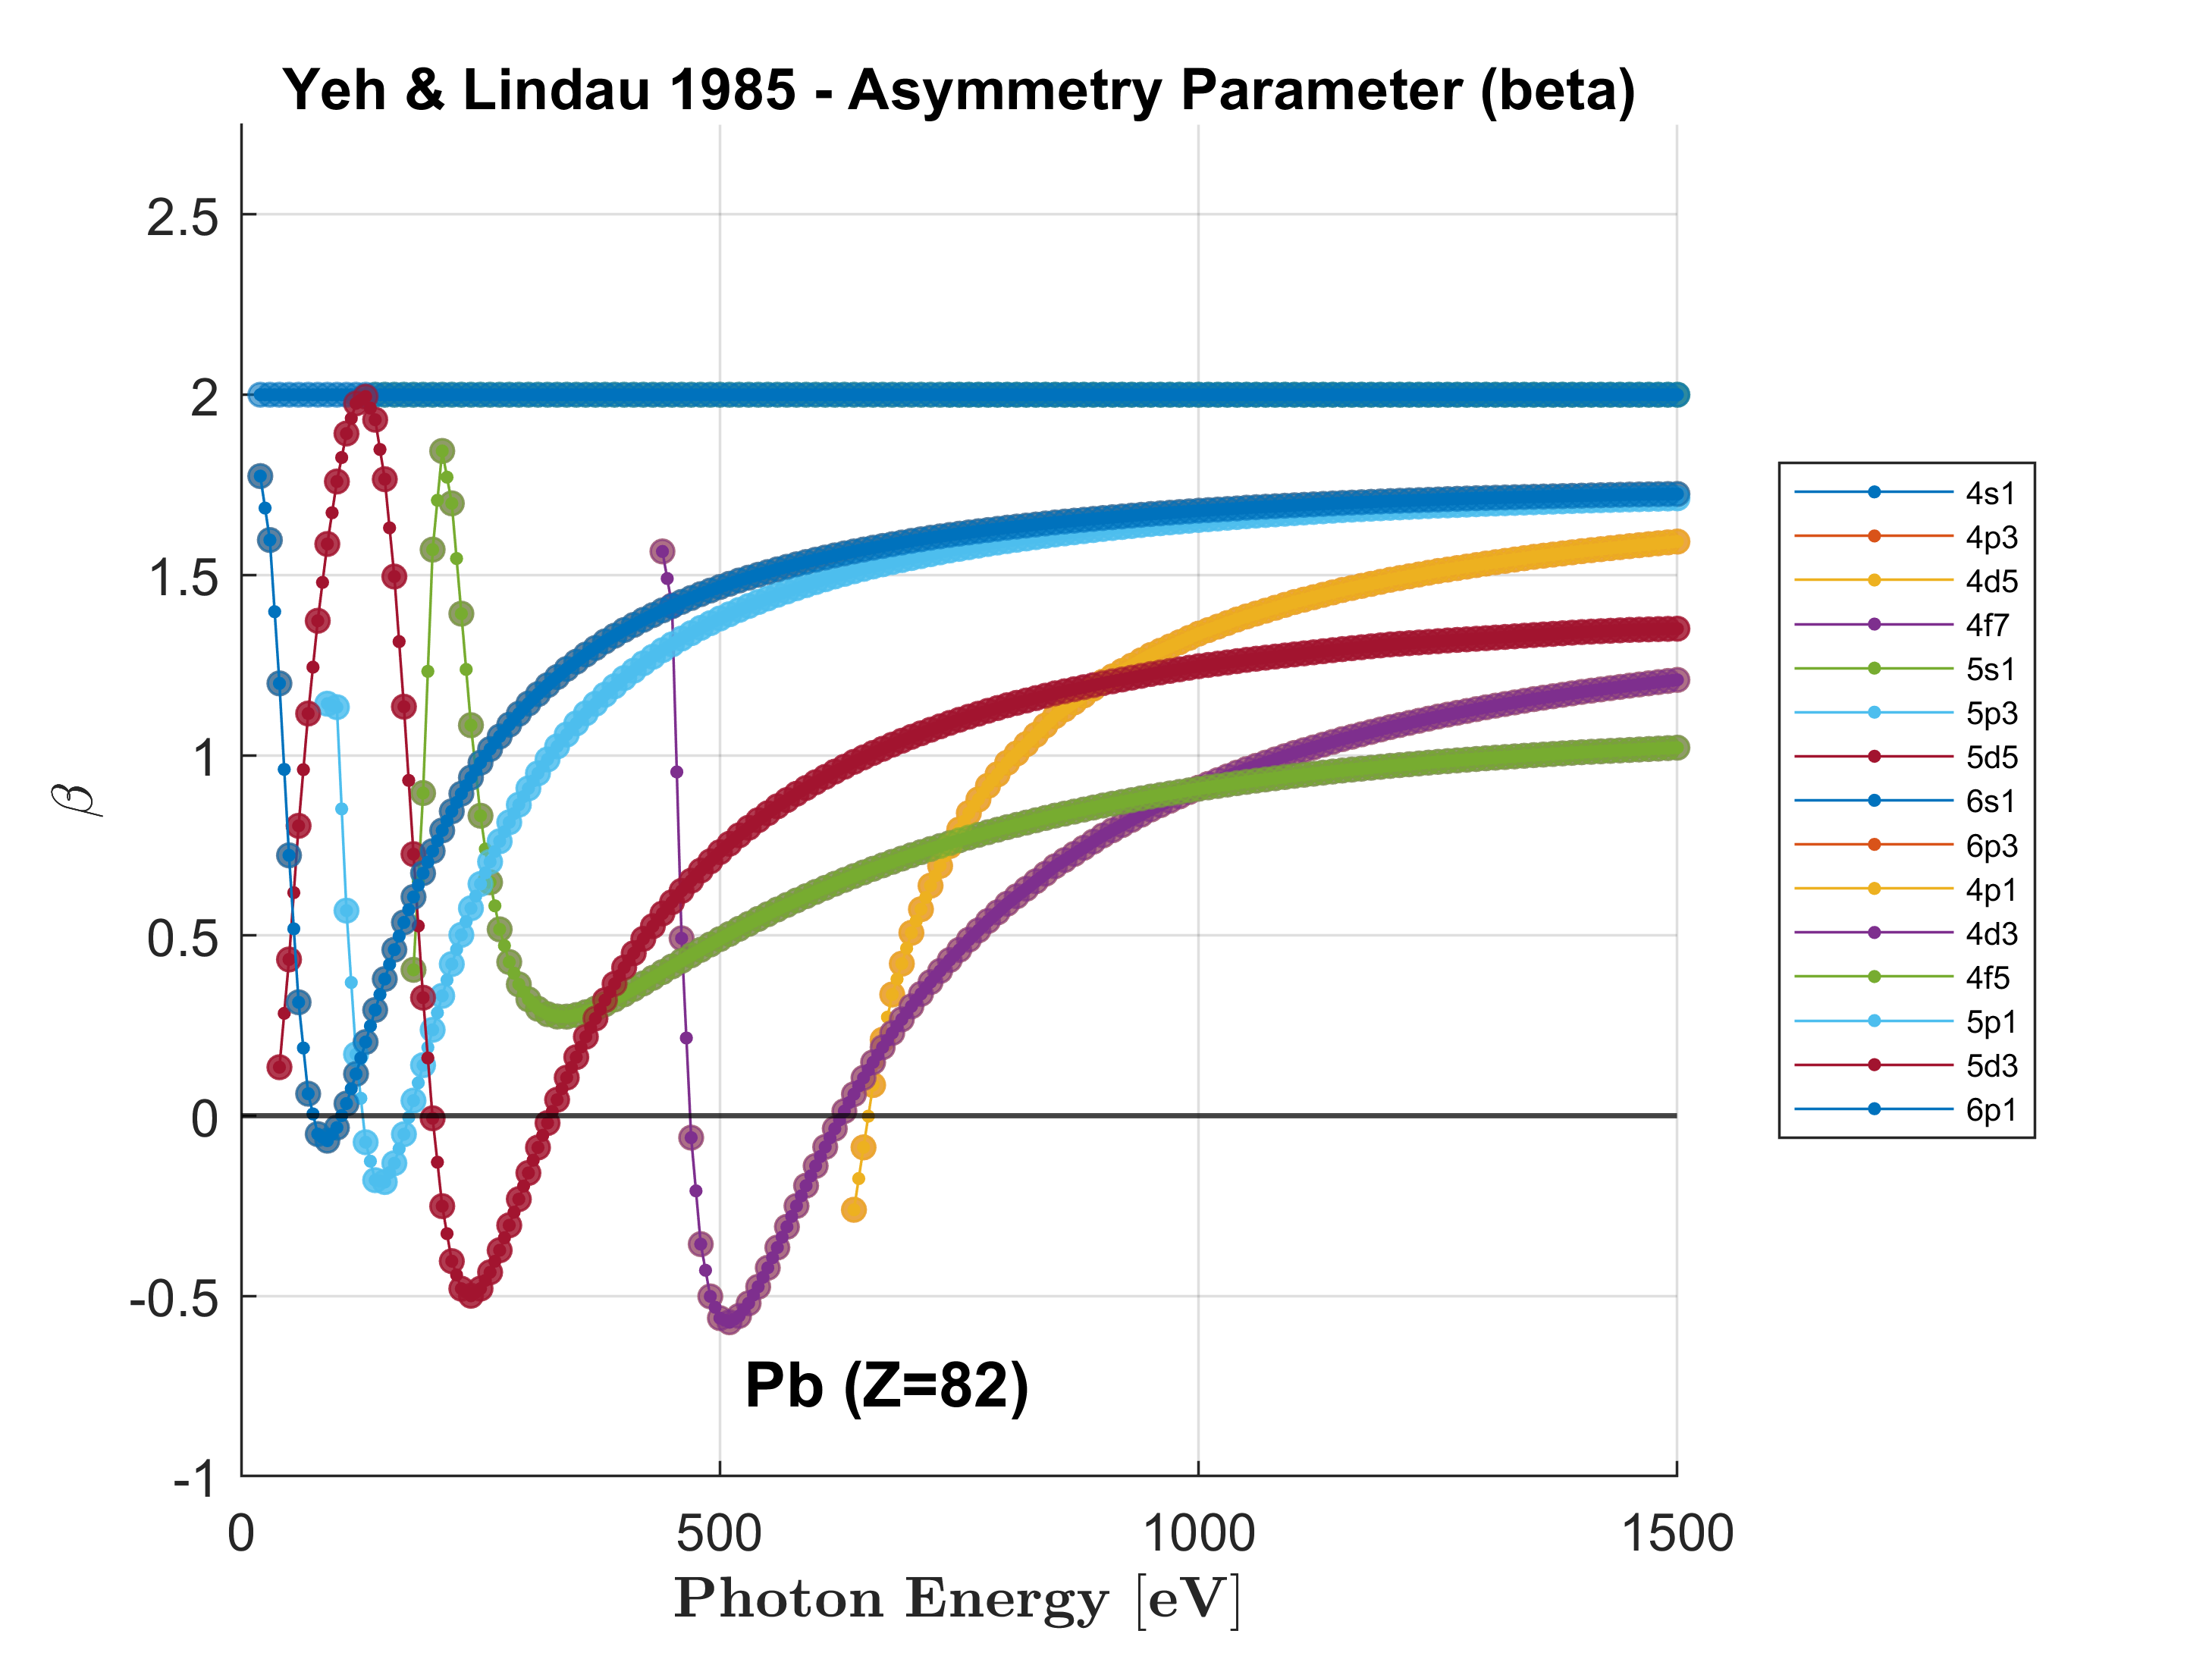 Yeh & Lindau 1985 - Asymmetry Parameter (beta)
2.5
2
1.5
1
0.5
0
-0.5
-1
β
0 500 1000 1500
Photon Energy [eV]
Pb (Z=82)
4s1
4p3
4d5
4f7
5s1
5p3
5d5
6s1
6p3
4p1
4d3
4f5
5p1
5d3
6p1